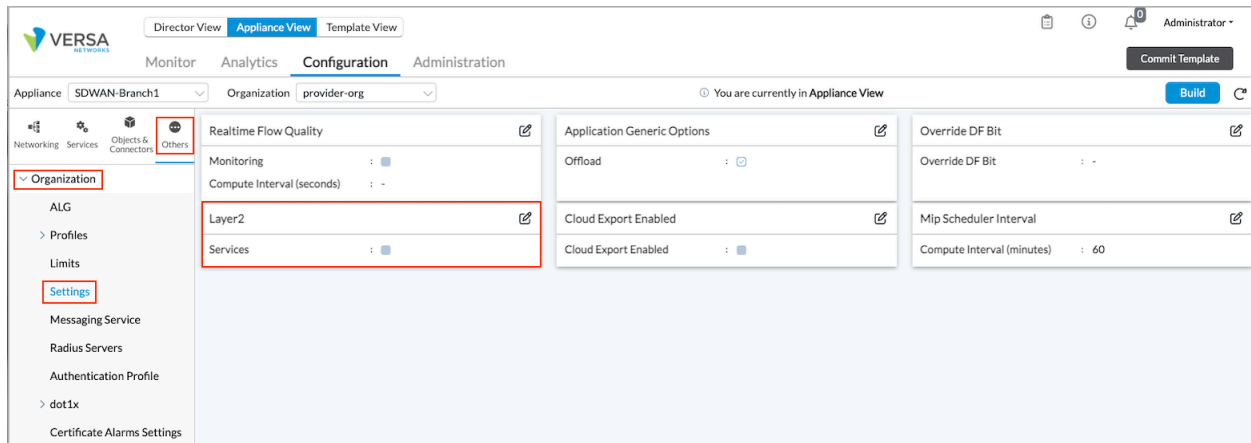 Director View Appliance View Template View 0 Administrator
VERSA
NETWORKS
Monitor Analytics Configuration Administration Commit Template
Appliance SDWAN-Branch1 Organization provider-org You are currently in Appliance View Build
Networking Services Objects & Connectors Others
Realtime Flow Quality Application Generic Options Override DF Bit
Monitoring : Offload : Override DF Bit : -
Compute Interval (seconds) : -
Organization
ALG
Layer2 Cloud Export Enabled Mip Scheduler Interval
Profiles
Services : Cloud Export Enabled : Compute Interval (minutes) : 60
Limits
Settings
Messaging Service
Radius Servers
Authentication Profile
dot1x
Certificate Alarms Settings